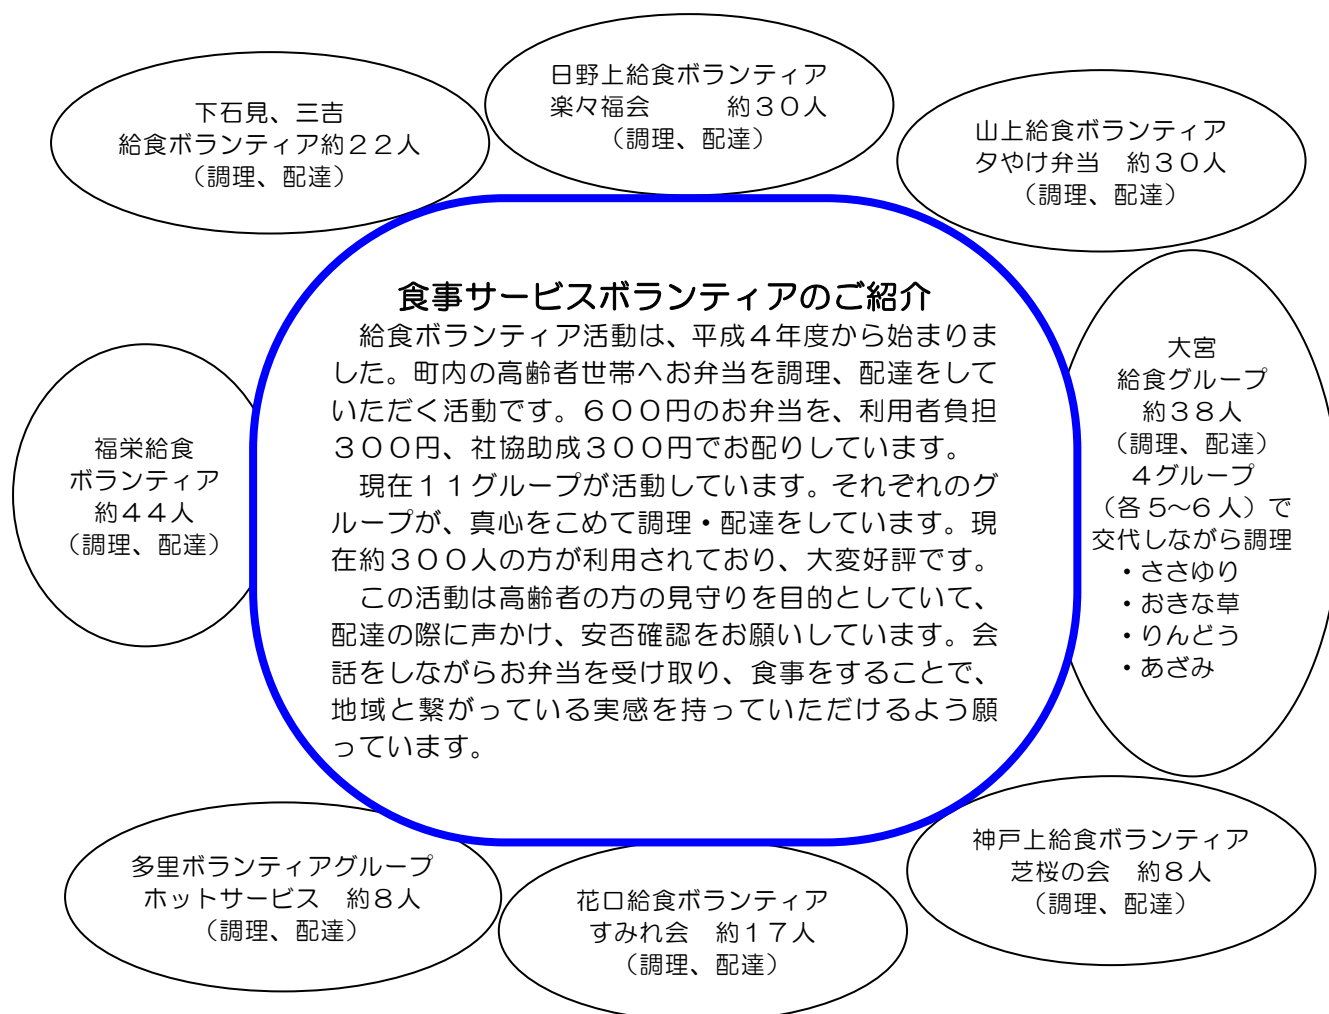 下石見、三吉
給食ボランティア約２２人
（調理、配達）
日野上給食ボランティア
楽々福会　　　約３０人
（調理、配達）
山上給食ボランティア
夕やけ弁当　約３０人
（調理、配達）
食事サービスボランティアのご紹介
　給食ボランティア活動は、平成４年度から始まりま
した。町内の高齢者世帯へお弁当を調理、配達をして
いただく活動です。６００円のお弁当を、利用者負担
３００円、社協助成３００円でお配りしています。
　現在１１グループが活動しています。それぞれのグ
ループが、真心をこめて調理・配達をしています。現
在約３００人の方が利用されており、大変好評です。
　この活動は高齢者の方の見守りを目的としていて、
配達の際に声かけ、安否確認をお願いしています。会
話をしながらお弁当を受け取り、食事をすることで、
地域と繋がっている実感を持っていただけるよう願
っています。
大宮
給食グループ
約３８人
（調理、配達）
４グループ
（各５～６人）で
交代しながら調理
・ささゆり
・おきな草
・りんどう
・あざみ
福栄給食
ボランティア
約４４人
（調理、配達）
多里ボランティアグループ
ホットサービス　約８人
（調理、配達）
花口給食ボランティア
すみれ会　約１７人
（調理、配達）
神戸上給食ボランティア
芝桜の会　約８人
（調理、配達）